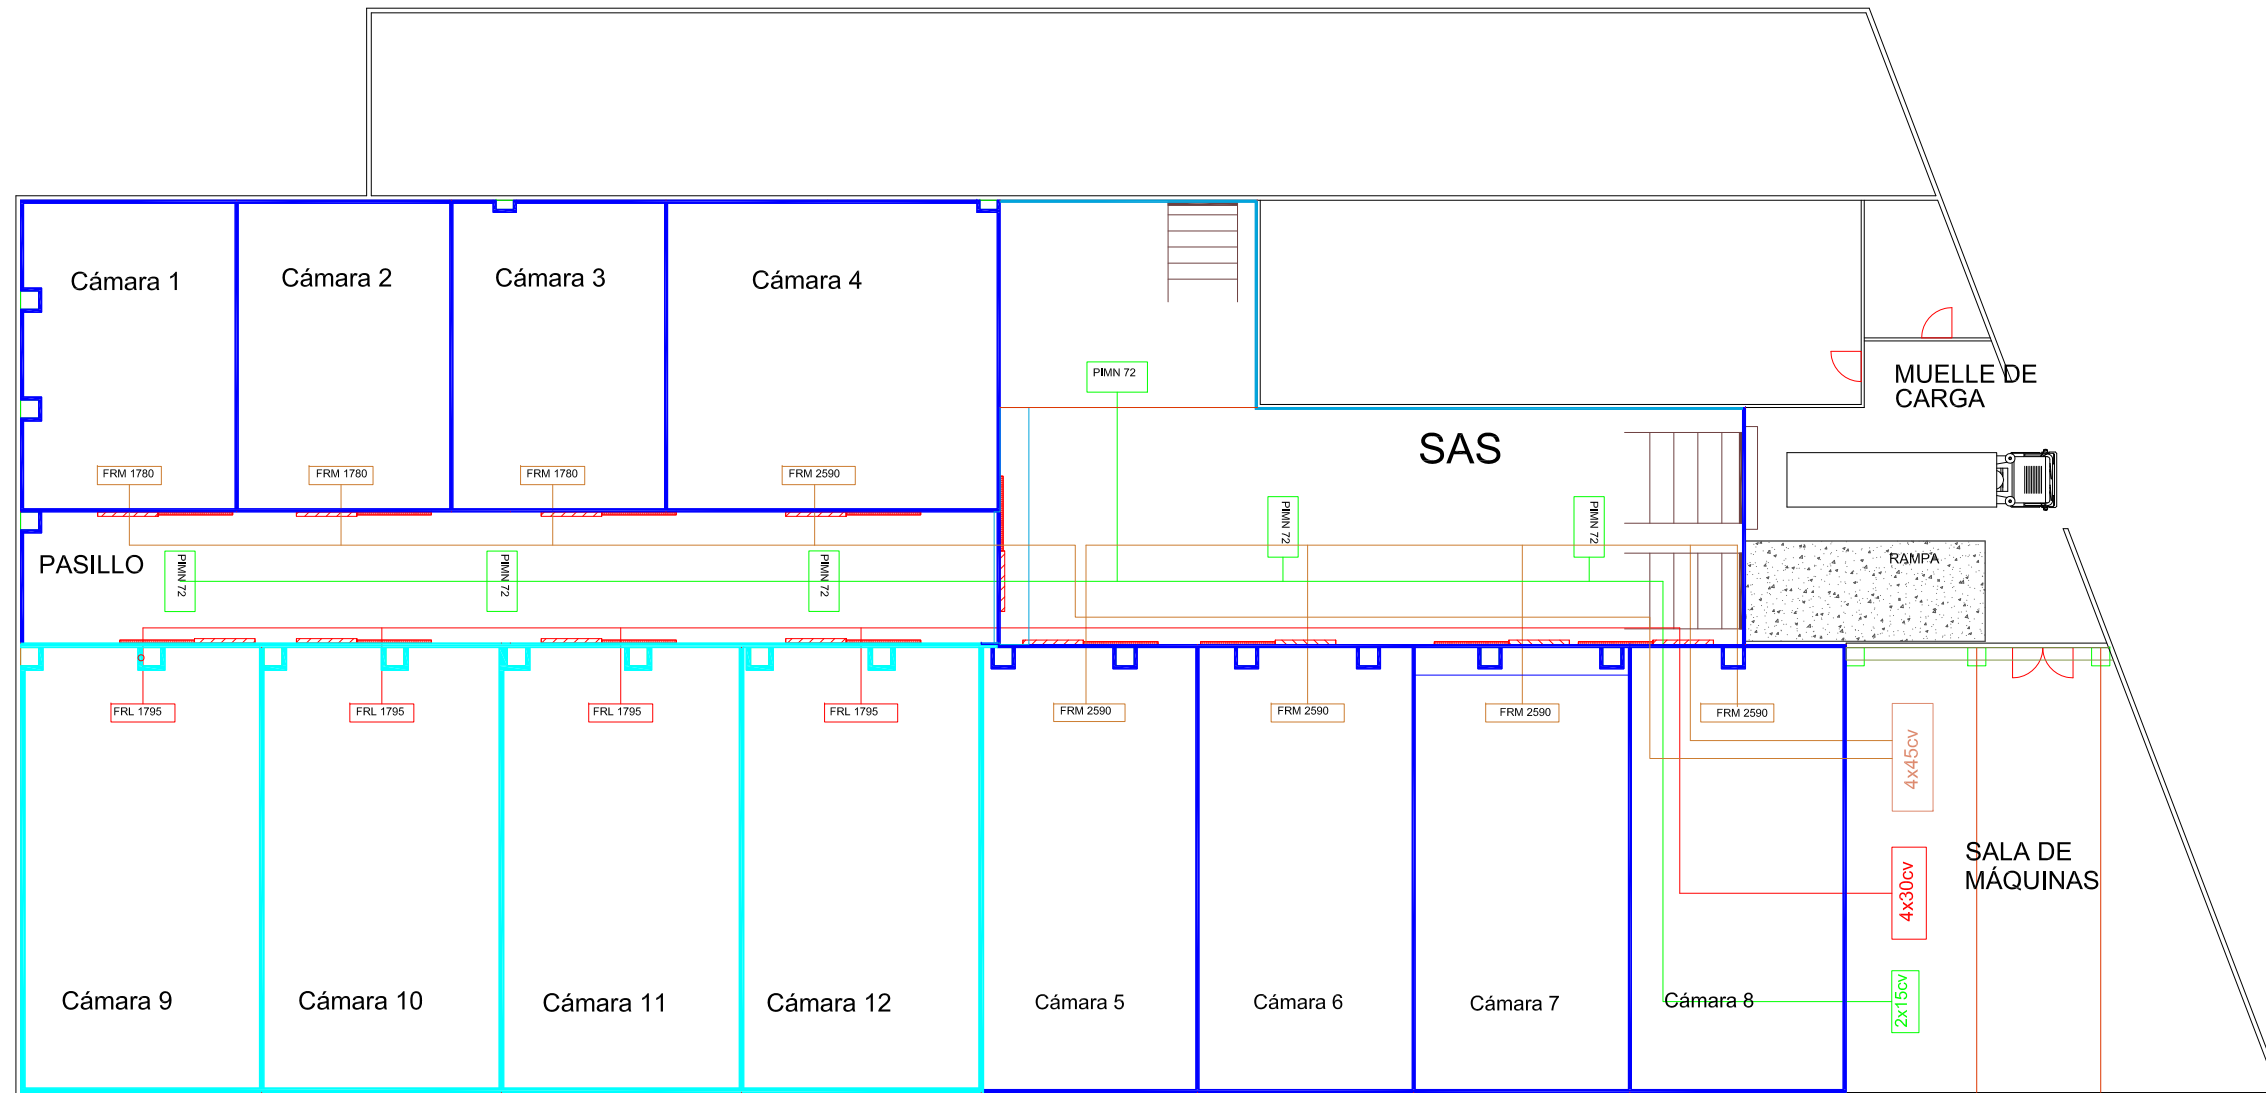 Cámara 1
Cámara 2
Cámara 3
Cámara 4
PIMN 72
MUELLE DE
CARGA
SAS
FRM 1780
FRM 1780
FRM 1780
FRM 2590
PIMN 72
PIMN 72
RAMPA
PASILLO
PIMN 72
PIMN 72
PIMN 72
FRL 1795
FRL 1795
FRL 1795
FRL 1795
FRM 2590
FRM 2590
FRM 2590
FRM 2590
4x45cv
SALA DE
MÁQUINAS
4x30cv
2x15cv
Cámara 9
Cámara 10
Cámara 11
Cámara 12
Cámara 5
Cámara 6
Cámara 7
Cámara 8